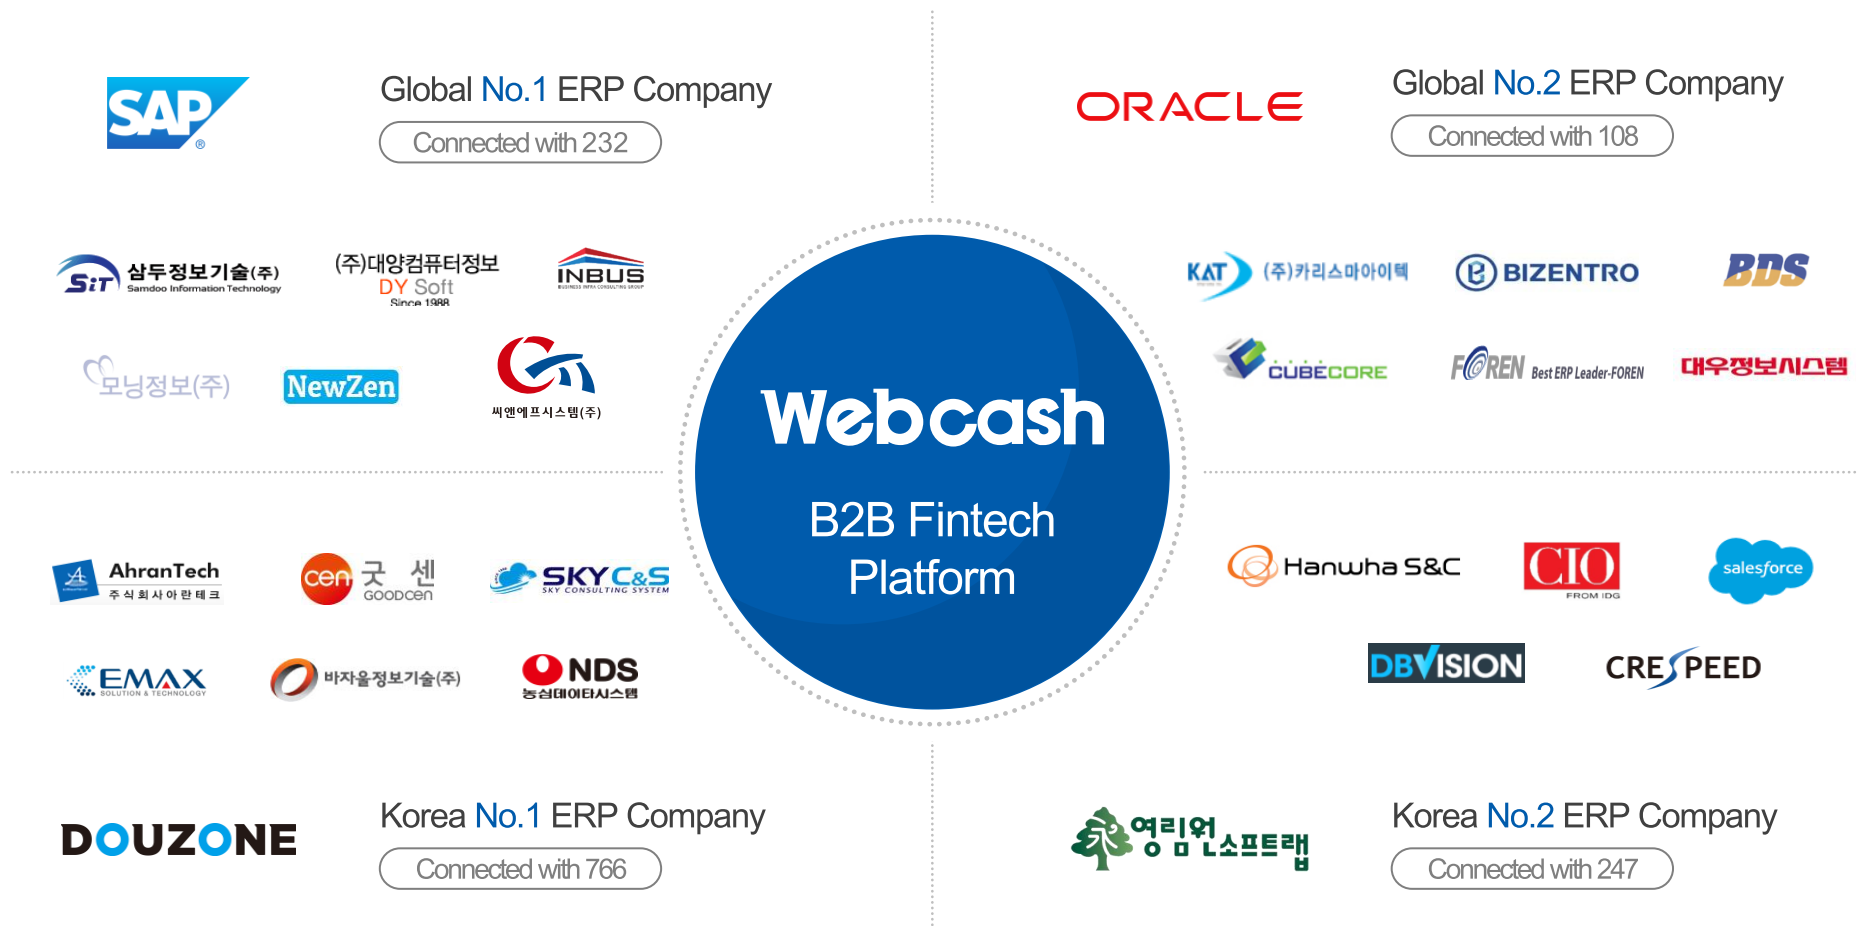 SAP
®
Global No.1 ERP Company
Connected with 232
ORACLE
Global No.2 ERP Company
Connected with 108
SiT 삼두정보기술(주)
Samdoo Information Technology
(주)대양컴퓨터정보
DY Soft
Since 1988
INBUS
BUSINESS INFRA CONSULTING GROUP
모닝정보(주)
NewZen
씨앤에프시스템(주)
KAT (주)카리스마아이텍
BIZENTRO
BDS
CUBECORE
FOREN Best ERP Leader-FOREN
대우정보시스템
Webcash
B2B Fintech
Platform
AhranTech
주식회사아란테크
cen 굿센
GOODCEN
SKY C&S
SKY CONSULTING SYSTEM
EMAX
SOLUTION & TECHNOLOGY
바자울정보기술(주)
NDS
농심데이타시스템
Hanwha S&C
CIO
FROM IDG
salesforce
DBVISION
CRESPEED
DOUZONE
Korea No.1 ERP Company
Connected with 766
영림원소프트랩
Korea No.2 ERP Company
Connected with 247